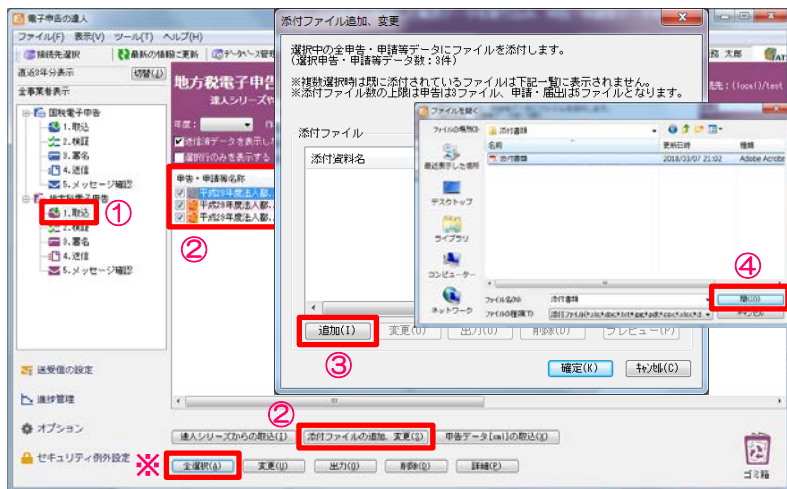 電子申告の達人
ファイル(F) 表示(V) ツール(T) ヘルプ(H)
接続先選択 最新の情報に更新 データベース管理
太郎
直近3年分表示 切替(J)
全事業者表示
国税電子申告
1.取込
2.検証
3.署名
4.送信
5.メッセージ確認
1.取込
①
2.検証
3.署名
4.送信
5.メッセージ確認
地方税電子申告
達人シリーズや
年度：
送信済データを表示した
選択行のみを表示する
申告・申請等名称
平成29年度法人都..
平成29年度法人都..
平成29年度法人都..
②
添付ファイル追加、変更
選択中の全申告・申請等データにファイルを添付します。
(選択申告・申請等データ数：3件)
※複数選択時は既に添付されているファイルは下記一覧に表示されません。
※添付ファイル数の上限は申告は8ファイル、申請・届出は5ファイルとなります。
先：(local)/test
添付ファイル
添付資料名
ファイルを開く
ファイルの場所(I): 添付書類
名前 更新日時 種類
添付書類 2018/03/07 21:02 Adobe Acrobe
最近表示した場所
デスクトップ
ライブラリ
コンピューター
ネットワーク
ファイル名(N): 添付書類 開く(O)
④
キャンセル
追加(I) 変更(U) 出力(O) 削除(D) プレビュー(P)
③
確定(K) キャンセル(C)
送受信の設定
進捗管理
オプション
セキュリティ例外設定
②
達人シリーズからの取込(I) 添付ファイルの追加、変更(S) 申告データ[xml]の取込(X)
※
全選択(A) 変更(U) 出力(O) 削除(D) 詳細(P)
ゴミ箱